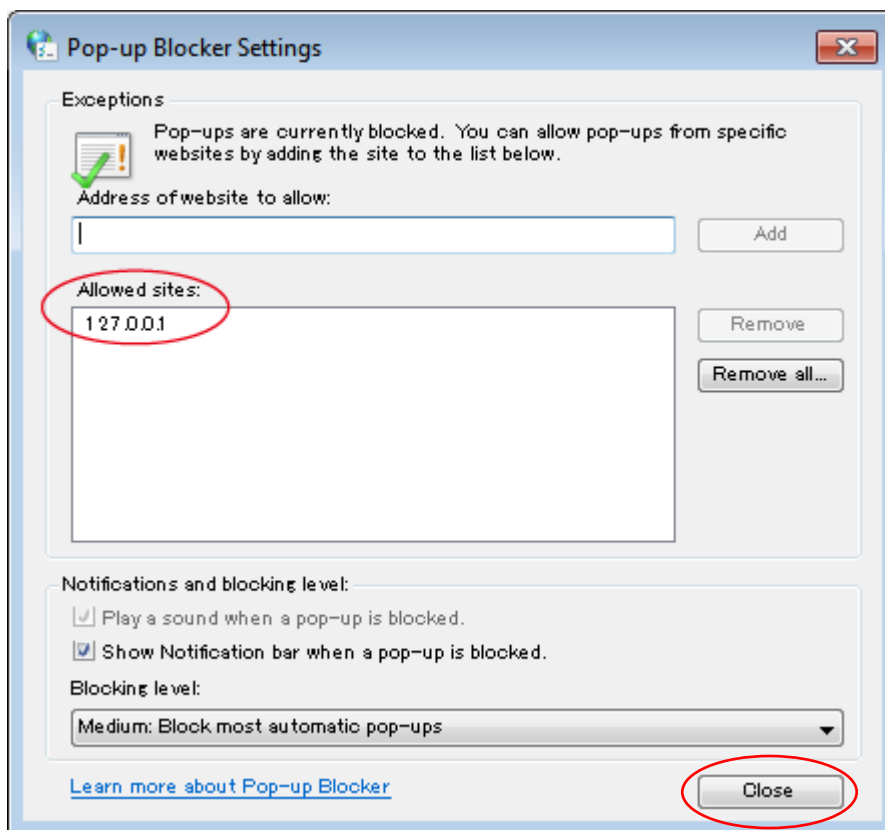 Pop-up Blocker Settings
Exceptions
Pop-ups are currently blocked. You can allow pop-ups from specific
websites by adding the site to the list below.
Address of website to allow:
Add
Allowed sites:
127.0.0.1
Remove
Remove all...
Notifications and blocking level:
Play a sound when a pop-up is blocked.
Show Notification bar when a pop-up is blocked.
Blocking level:
Medium: Block most automatic pop-ups
Learn more about Pop-up Blocker
Close